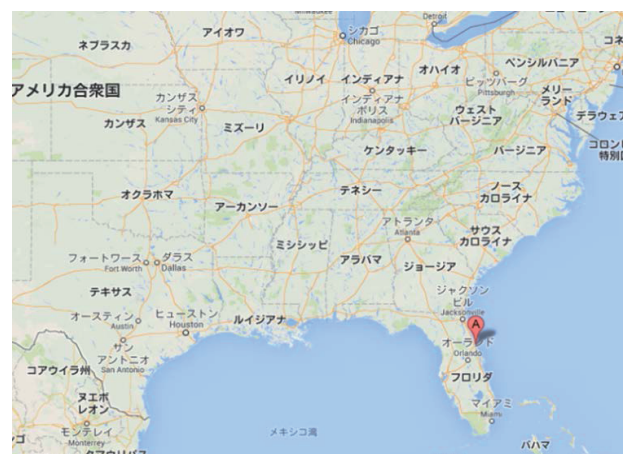 Detroit
アイオワ
シカゴ
Chicago
ネブラスカ
オハイオ
ペンシルバニア
イリノイ
インディアナ
ピッツバーグ
Pittsburgh
アメリカ合衆国
メリー
ランド
カンザス
シティ
Kansas City
インディアナ
ポリス
Indianapolis
ウェスト
バージニア
デラウェア
カンザス
ミズーリ
コロン
特別
ケンタッキー
バージニア
オクラホマ
テネシー
ノース
カロライナ
アーカンソー
アトランタ
Atlanta
サウス
カロライナ
ミシシッピ
フォートワース
Fort Worth
ダラス
Dallas
アラバマ
ジョージア
テキサス
ジャクソン
ビル
Jacksonville
オースティン
Austin
ヒューストン
Houston
ルイジアナ
A
オーランド
Orlando
サン
アントニオ
San Antonio
コアウイラ州
フロリダ
ヌエボ
レオン
マイアミ
Miami
モンテレイ
Monterrey
メキシコ湾
バハマ
タマウリパス